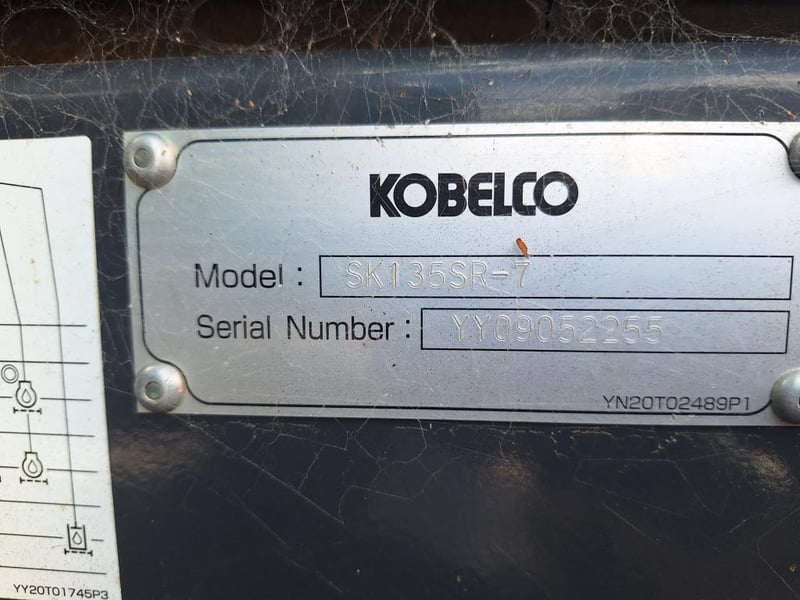 KOBELCO
Model : SK135SR-7
Serial Number : YY09052255
YN20T02489P1
YY20T01745P3